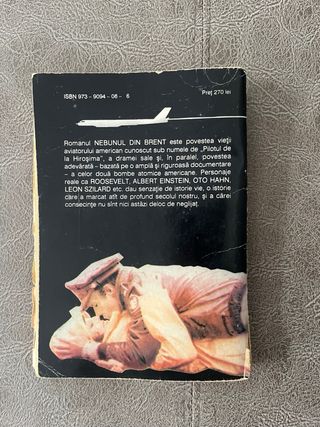 ISBN 973 – 9094 – 06 – 6 Preţ 270 lei
Romanul NEBUNUL DIN BRENT este povestea vieţii
aviatorului american cunoscut sub numele de „Pilotul de
la Hiroşima”, a dramei sale şi, în paralel, povestea
adevărată - bazată pe o amplă şi riguroasă documentare
- a celor două bombe atomice americane. Personaje
reale ca ROOSEVELT, ALBERT EINSTEIN, OTO HAHN,
LEON SZILARD etc. dau senzaţie de istorie vie, o istorie
care a marcat atît de profund secolul nostru, şi a cărei
consecinţe nu sînt nici astăzi deloc de neglijat.